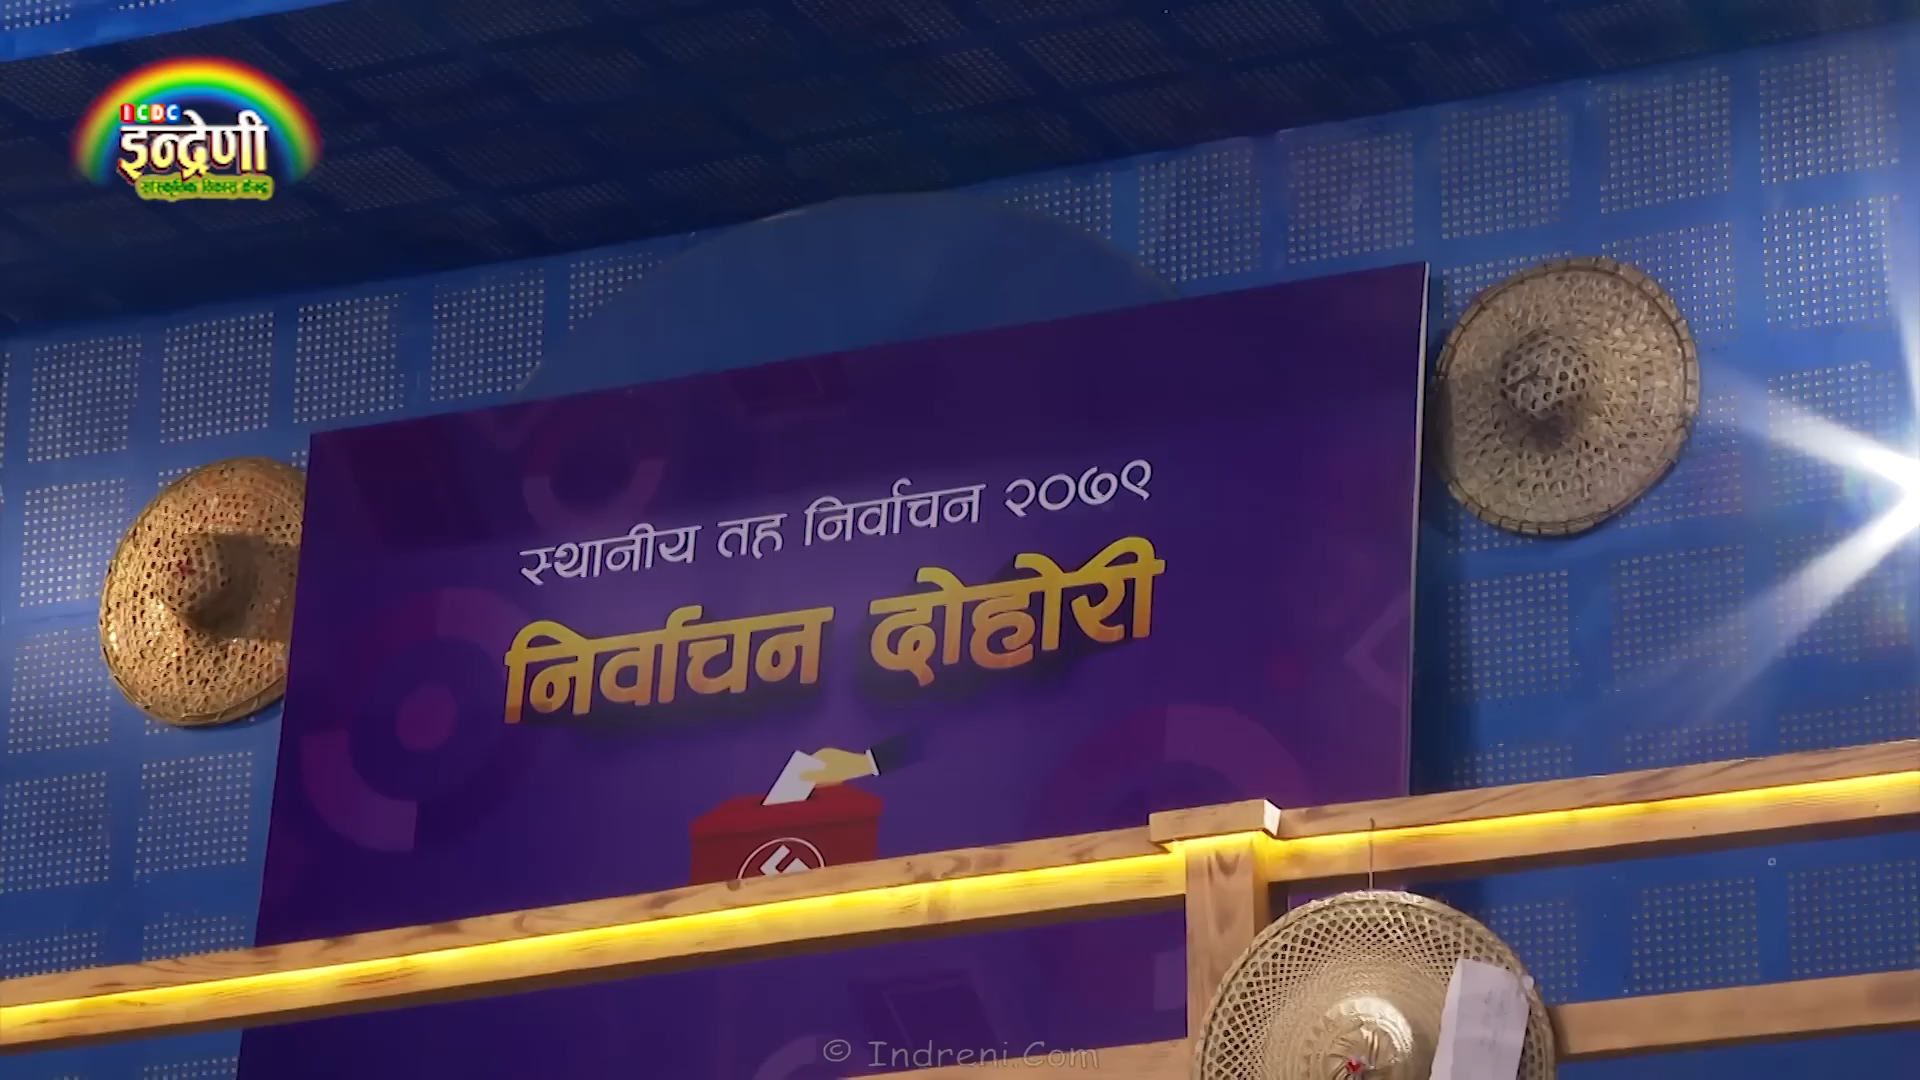 ICDC
इन्द्रेणी
सांस्कृतिक विकास केन्द्र
स्थानीय तह निर्वाचन २०७९
निर्वाचन दोहोरी
© Indreni.Com